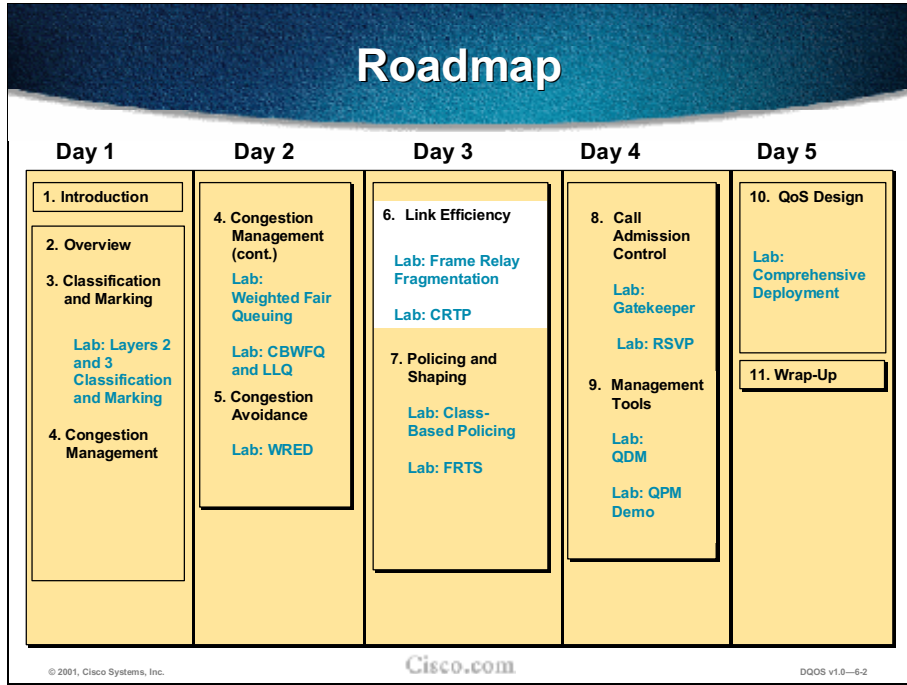 Roadmap
Day 1
Day 2
Day 3
Day 4
Day 5
1. Introduction
2. Overview
3. Classification
and Marking
Lab: Layers 2
and 3
Classification
and Marking
4. Congestion
Management
4. Congestion
Management
(cont.)
Lab:
Weighted Fair
Queuing
Lab: CBWFQ
and LLQ
5. Congestion
Avoidance
Lab: WRED
6. Link Efficiency
Lab: Frame Relay
Fragmentation
Lab: CRTP
7. Policing and
Shaping
Lab: Class-
Based Policing
Lab: FRTS
8. Call
Admission
Control
Lab:
Gatekeeper
Lab: RSVP
9. Management
Tools
Lab:
QDM
Lab: QPM
Demo
10. QoS Design
Lab:
Comprehensive
Deployment
11. Wrap-Up
© 2001, Cisco Systems, Inc.
Cisco.com
DQOS v1.0—6-2